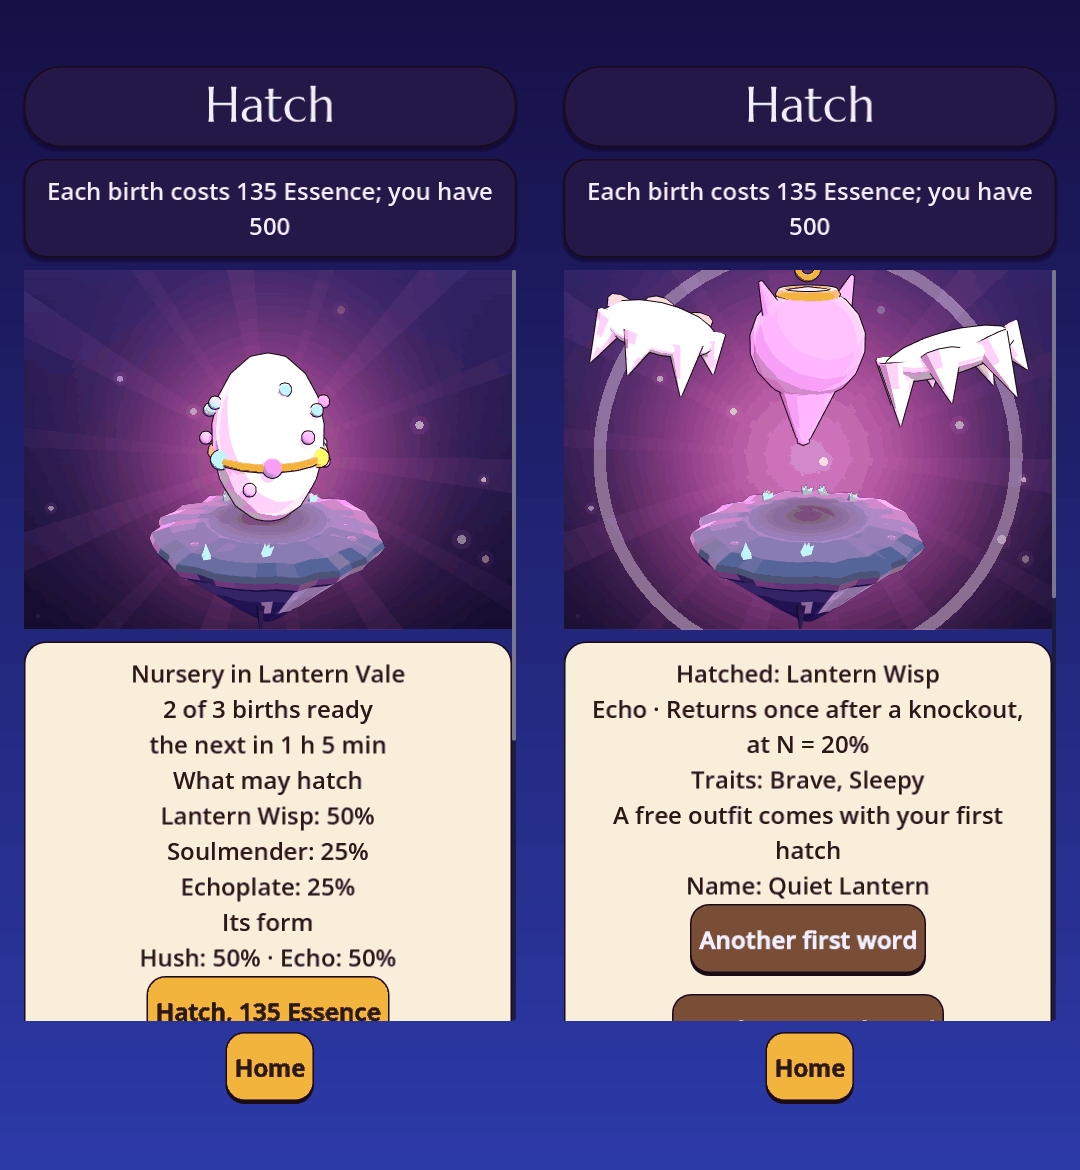 Hatch
Each birth costs 135 Essence; you have
500
Nursery in Lantern Vale
2 of 3 births ready
the next in 1 h 5 min
What may hatch
Lantern Wisp: 50%
Soulmender: 25%
Echoplate: 25%
Its form
Hush: 50% · Echo: 50%
Hatch, 135 Essence
Home
Hatch
Each birth costs 135 Essence; you have
500
Hatched: Lantern Wisp
Echo · Returns once after a knockout,
at N = 20%
Traits: Brave, Sleepy
A free outfit comes with your first
hatch
Name: Quiet Lantern
Another first word
Home